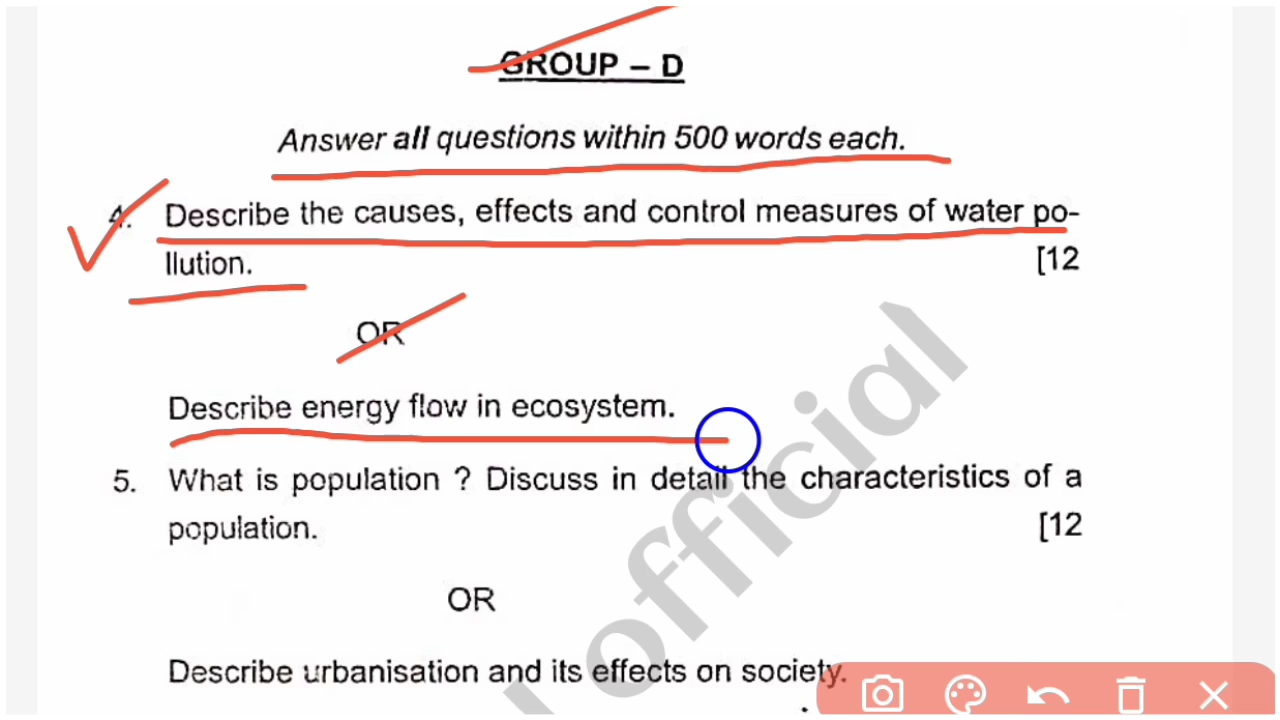 GROUP – D
Answer all questions within 500 words each.
4. Describe the causes, effects and control measures of water po-
llution. [12
OR
Describe energy flow in ecosystem.
5. What is population ? Discuss in detail the characteristics of a
population. [12
OR
Describe urbanisation and its effects on society.
official